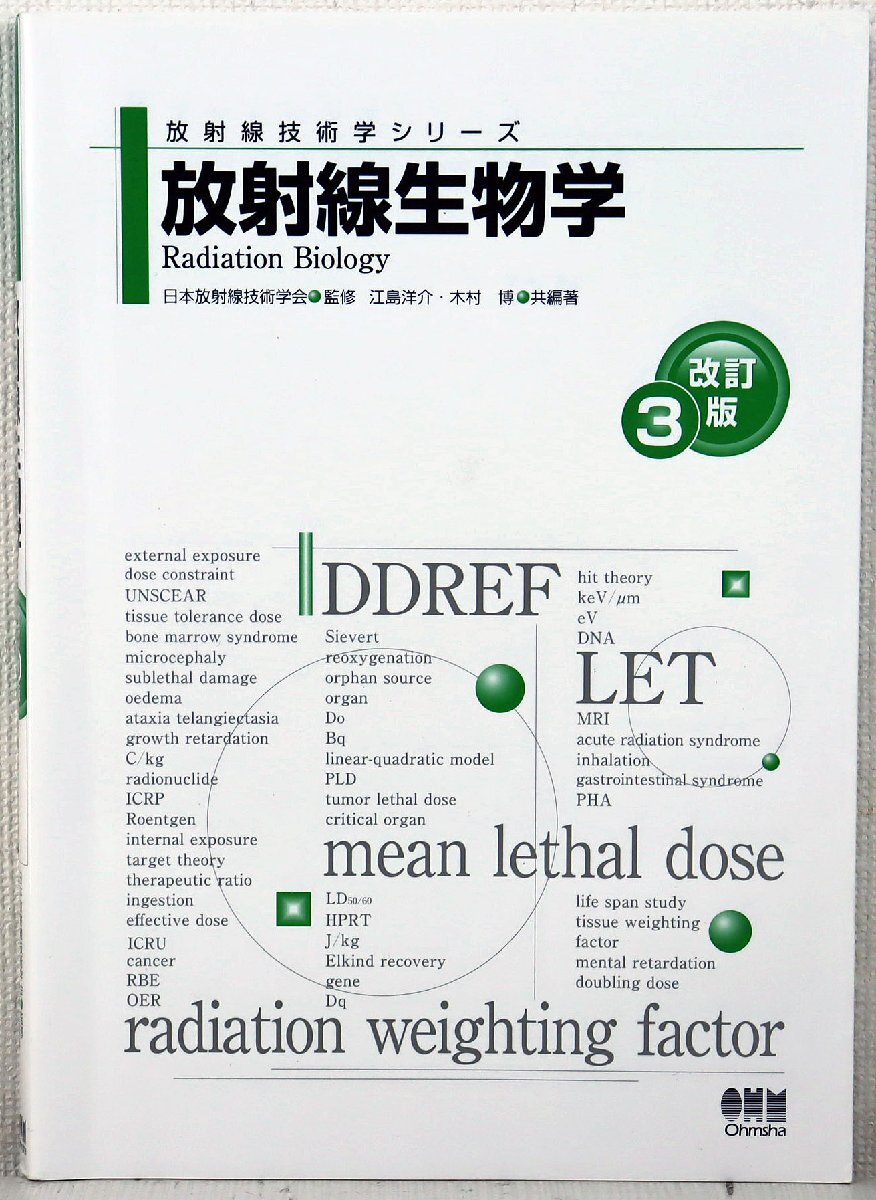 放射線技術学シリーズ
放射線生物学
Radiation Biology
日本放射線技術学会●監修 江島洋介・木村 博●共編著
改訂
3版
external exposure
dose constraint
UNSCEAR
tissue tolerance dose
bone marrow syndrome
microcephaly
sublethal damage
oedema
ataxia telangiectasia
growth retardation
C/kg
radionuclide
ICRP
Roentgen
internal exposure
target theory
therapeutic ratio
ingestion
effective dose
ICRU
cancer
RBE
OER
DDREF
Sievert
reoxygenation
orphan source
organ
Do
Bq
linear-quadratic model
PLD
tumor lethal dose
critical organ
hit theory
keV/μm
eV
DNA
LET
MRI
acute radiation syndrome
inhalation
gastrointestinal syndrome
PHA
mean lethal dose
LD50/60
HPRT
J/kg
Elkind recovery
gene
Dq
life span study
tissue weighting
factor
mental retardation
doubling dose
radiation weighting factor
OHM
Ohmsha